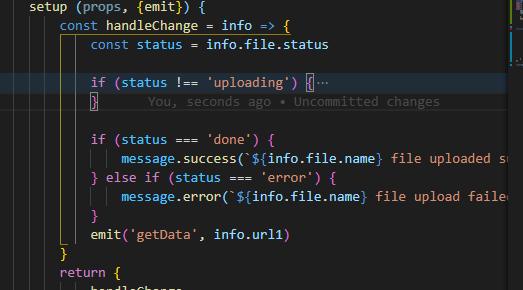 setup (props, {emit}) {
const handleChange = info => {
const status = info.file.status
if (status !== 'uploading') {···
}
You, seconds ago • Uncommitted changes
if (status === 'done') {
message.success(`${info.file.name} file uploaded su
} else if (status === 'error') {
message.error(`${info.file.name} file upload failed
}
emit('getData', info.url1)
}
return {
handleChange